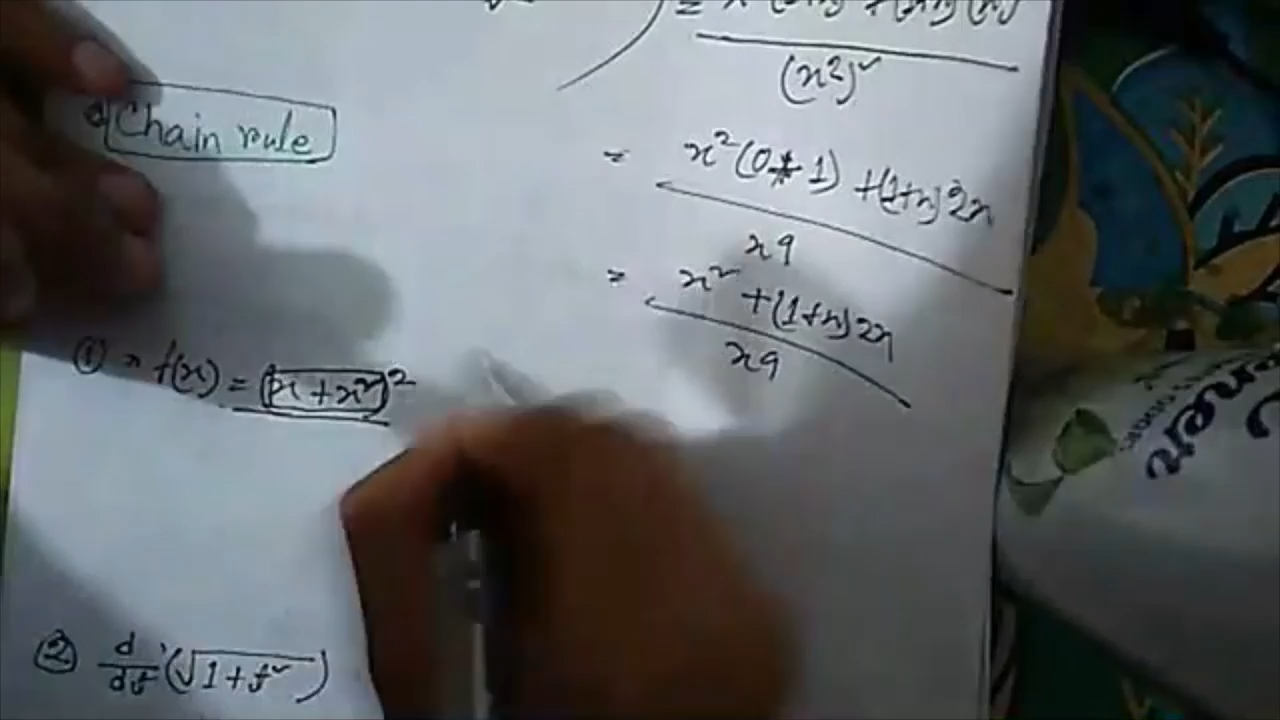 Chain rule
(x²)²
= x²(0+1) + (1+x)2x
x4
= x² + (1+x)2x
x4
① » f(x) = (x+x²)²
② d/dt (√1+t²)